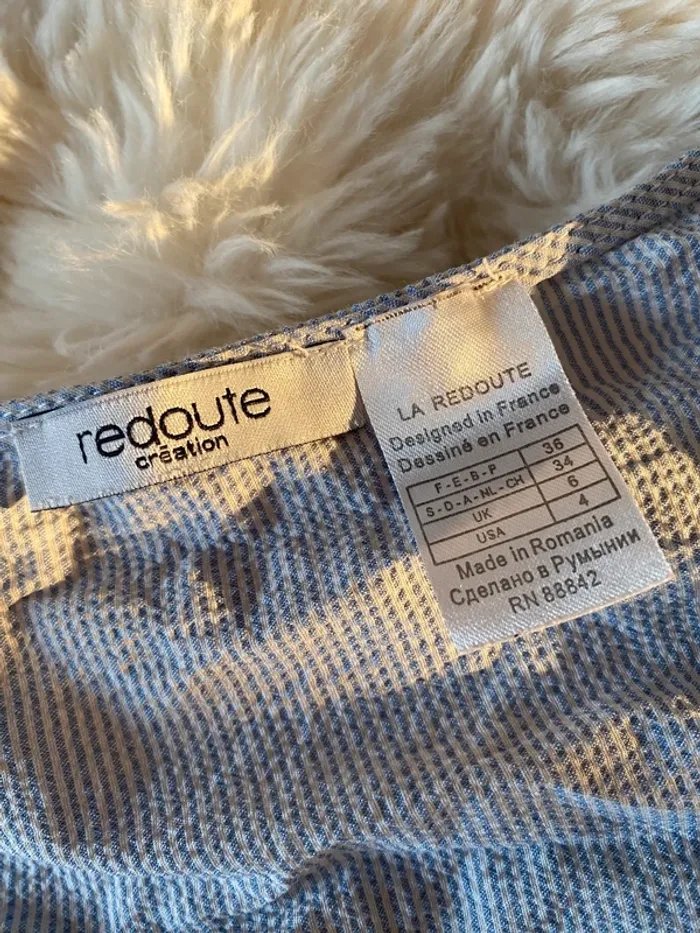 redoute
création
LA REDOUTE
Designed in France
Dessiné en France
F-E-B-P 36
S-D-A-NL-CH 34
UK 6
USA 4
Made in Romania
Сделано в Румынии
RN 88842